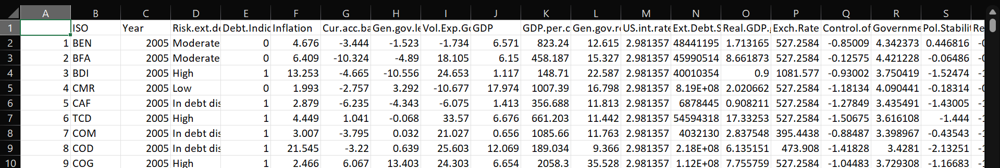 A B C D E F G H I J K L M N O P Q R S
1 ISO Year Risk.ext.de Debt.Indic Inflation Cur.acc.ba Gen.gov.le Vol.Exp.Go GDP GDP.per.c Gen.gov.re US.int.rate Ext.Debt.S Real.GDP.g Exch.Rate Control.of Governme Pol.Stabilit Re
2 1 BEN 2005 Moderate 0 4.676 -3.444 -1.523 -1.734 6.571 823.24 12.615 2.981357 48441195 1.713165 527.2584 -0.85009 4.342373 0.446816 -0
3 2 BFA 2005 Moderate 0 6.409 -10.324 -4.89 18.105 6.15 458.187 15.327 2.981357 45990514 8.661873 527.2584 -0.12575 4.421228 -0.06486 -0
4 3 BDI 2005 High 1 13.253 -4.665 -10.556 24.653 1.117 148.71 22.587 2.981357 40010354 0.9 1081.577 -0.93002 3.750419 -1.52474 -1
5 4 CMR 2005 Low 0 1.993 -2.757 3.292 -10.677 17.974 1007.39 16.798 2.981357 8.19E+08 2.020662 527.2584 -1.18134 4.090441 -0.18314 -0
6 5 CAF 2005 In debt dis 1 2.879 -6.235 -4.343 -6.075 1.413 356.688 11.813 2.981357 6878445 0.908211 527.2584 -1.27849 3.435491 -1.43005 -1
7 6 TCD 2005 High 1 4.449 1.041 -0.068 33.57 6.676 661.203 11.442 2.981357 54594318 17.33253 527.2584 -1.50675 3.616108 -1.444 -1
8 7 COM 2005 In debt dis 1 3.007 -3.795 0.032 21.027 0.656 1085.66 11.763 2.981357 4032130 2.837548 395.4438 -0.88487 3.398967 -0.43543 -1
9 8 COD 2005 In debt dis 1 21.545 -3.22 0.639 25.603 12.069 189.034 9.366 2.981357 2.18E+08 6.135151 473.908 -1.41828 3.4281 -2.13251 -1
10 9 COG 2005 High 1 2.466 6.067 13.403 24.303 6.654 2058.3 35.528 2.981357 1.12E+08 7.755759 527.2584 -1.04483 3.729308 -1.16683 -1